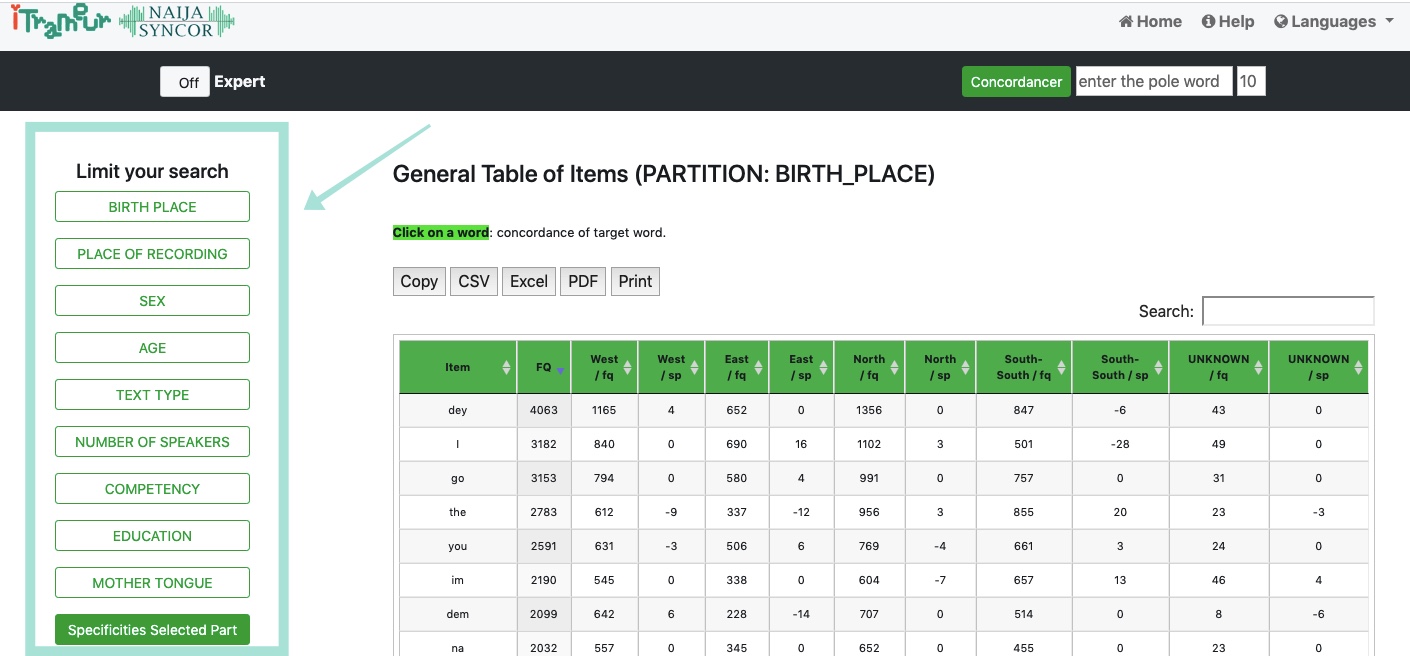 iTrameur NAIJA SYNCOR Home Help Languages
Off Expert Concordancer enter the pole word 10
Limit your search
BIRTH PLACE
PLACE OF RECORDING
SEX
AGE
TEXT TYPE
NUMBER OF SPEAKERS
COMPETENCY
EDUCATION
MOTHER TONGUE
Specificities Selected Part
General Table of Items (PARTITION: BIRTH_PLACE)
Click on a word: concordance of target word.
Copy CSV Excel PDF Print
Search:
Item FQ West / fq West / sp East / fq East / sp North / fq North / sp South-South / fq South-South / sp UNKNOWN / fq UNKNOWN / sp
dey 4063 1165 4 652 0 1356 0 847 -6 43 0
I 3182 840 0 690 16 1102 3 501 -28 49 0
go 3153 794 0 580 4 991 0 757 0 31 0
the 2783 612 -9 337 -12 956 3 855 20 23 -3
you 2591 631 -3 506 6 769 -4 661 3 24 0
im 2190 545 0 338 0 604 -7 657 13 46 4
dem 2099 642 6 228 -14 707 0 514 0 8 -6
na 2032 557 0 345 0 652 0 455 0 23 0